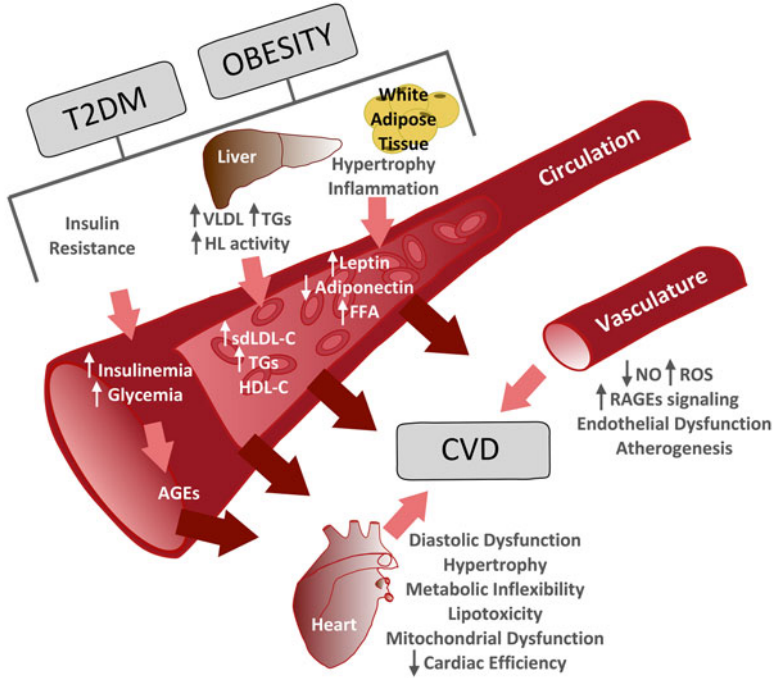 T2DM
OBESITY
Insulin
Resistance
Liver
↑VLDL ↑TGs
↑HL activity
White
Adipose
Tissue
Hypertrophy
Inflammation
Circulation
↑Leptin
↓Adiponectin
↑FFA
↑sdLDL-C
↑TGs
HDL-C
↑Insulinemia
↑Glycemia
AGEs
Vasculature
↓NO ↑ROS
↑RAGEs signaling
Endothelial Dysfunction
Atherogenesis
CVD
Heart
Diastolic Dysfunction
Hypertrophy
Metabolic Inflexibility
Lipotoxicity
Mitochondrial Dysfunction
↓Cardiac Efficiency